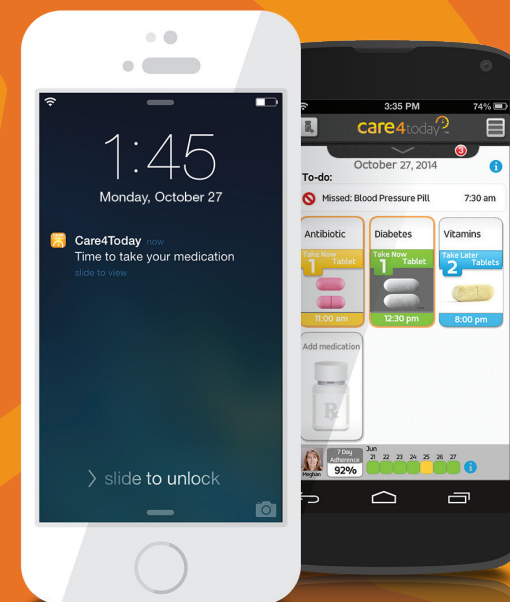 1:45
Monday, October 27
Care4Today now
Time to take your medication
slide to view
slide to unlock
3:35 PM 74%
care4today TM
3
October 27, 2014
To-do:
Missed: Blood Pressure Pill 7:30 am
Antibiotic Diabetes Vitamins
Take Now Take Now Take Later
1 Tablet 1 Tablet 2 Tablets
11:00 am 12:30 pm 8:00 pm
Add medication
R
7 Day
Adherence
92%
Meghan
Jun
21 22 23 24 25 26 27